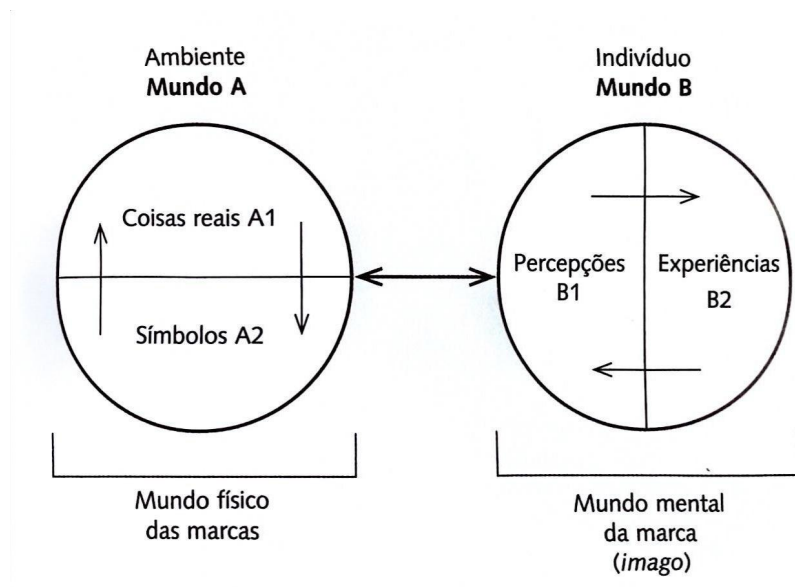 Ambiente
Mundo A
Coisas reais A1
Símbolos A2
Mundo físico
das marcas
Indivíduo
Mundo B
Percepções
B1
Experiências
B2
Mundo mental
da marca
(imago)